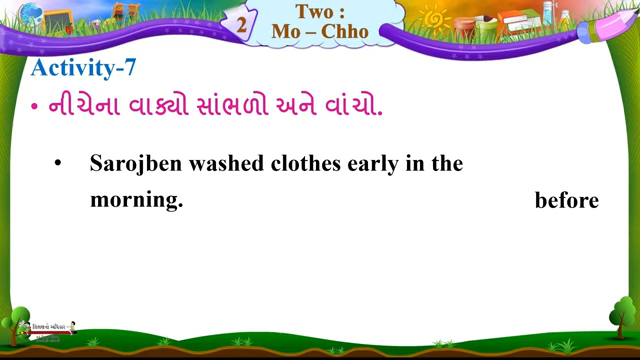 2
Two :
Mo – Chho
Activity-7
• નીચેના વાક્યો સાંભળો અને વાંચો.
• Sarojben washed clothes early in the
morning. before